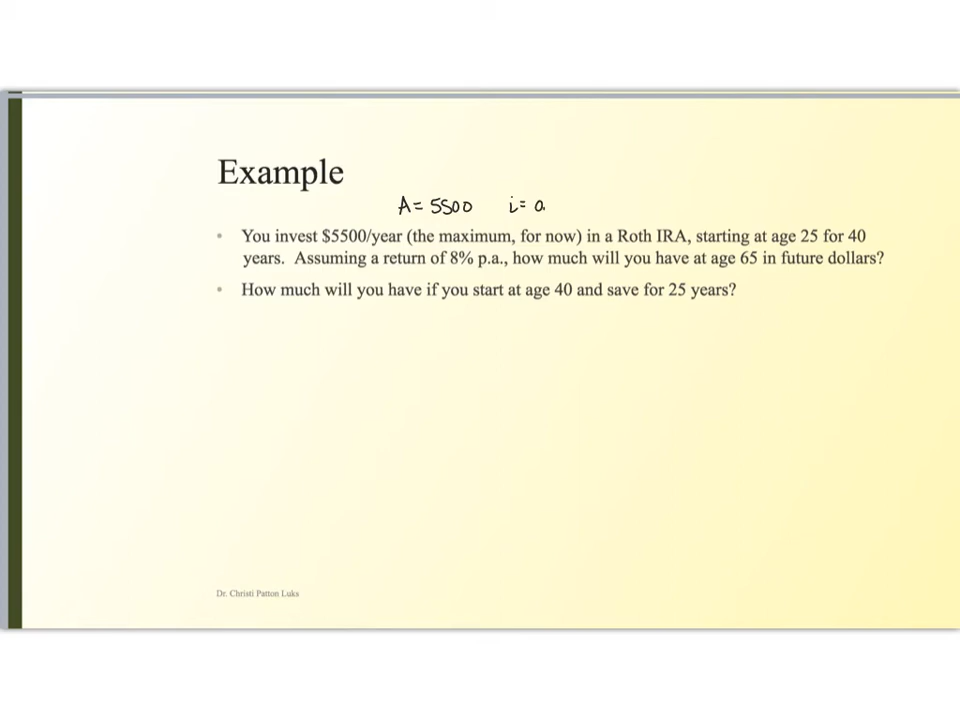 Example
A = 5500 i = 0.
• You invest $5500/year (the maximum, for now) in a Roth IRA, starting at age 25 for 40
years. Assuming a return of 8% p.a., how much will you have at age 65 in future dollars?
• How much will you have if you start at age 40 and save for 25 years?
Dr. Christi Patton Luks